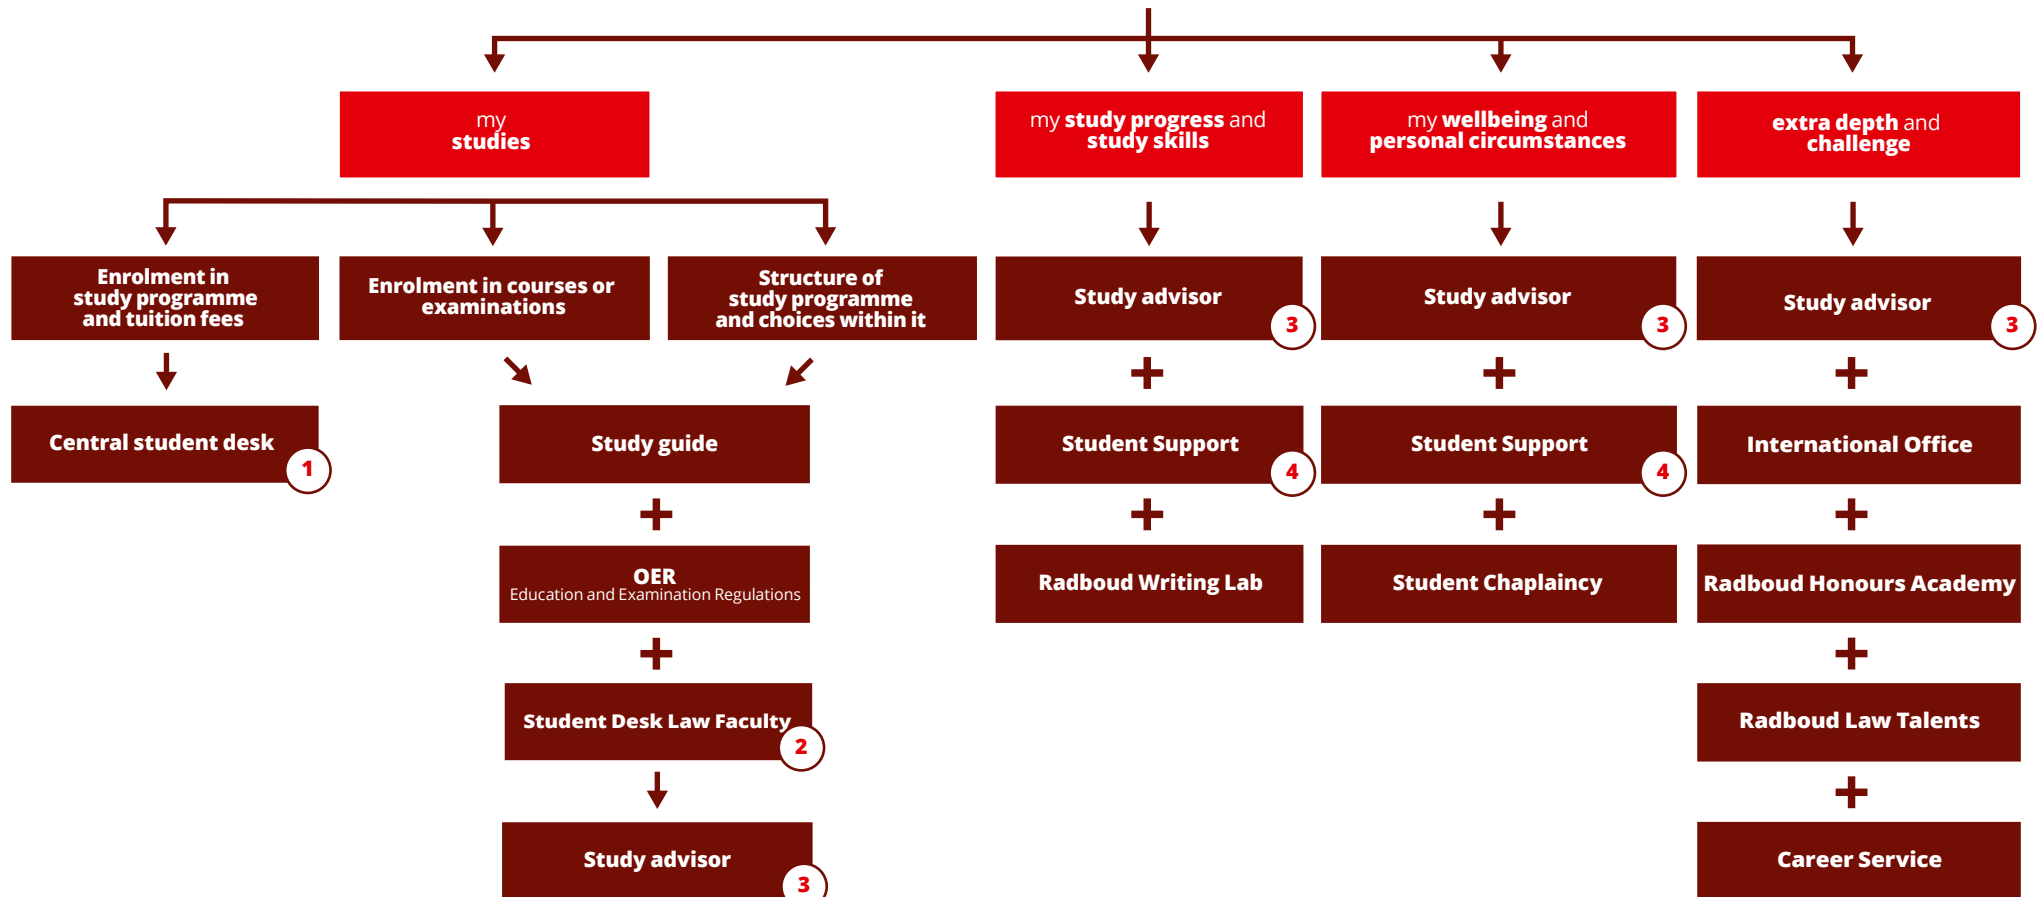 my
studies
my study progress and
study skills
my wellbeing and
personal circumstances
extra depth and
challenge
Enrolment in
study programme
and tuition fees
Enrolment in courses or
examinations
Structure of
study programme
and choices within it
Study advisor
3
Study advisor
3
Study advisor
3
Central student desk
1
Study guide
Student Support
4
Student Support
4
International Office
OER
Education and Examination Regulations
Radboud Writing Lab
Student Chaplaincy
Radboud Honours Academy
Student Desk Law Faculty
2
Radboud Law Talents
Study advisor
3
Career Service